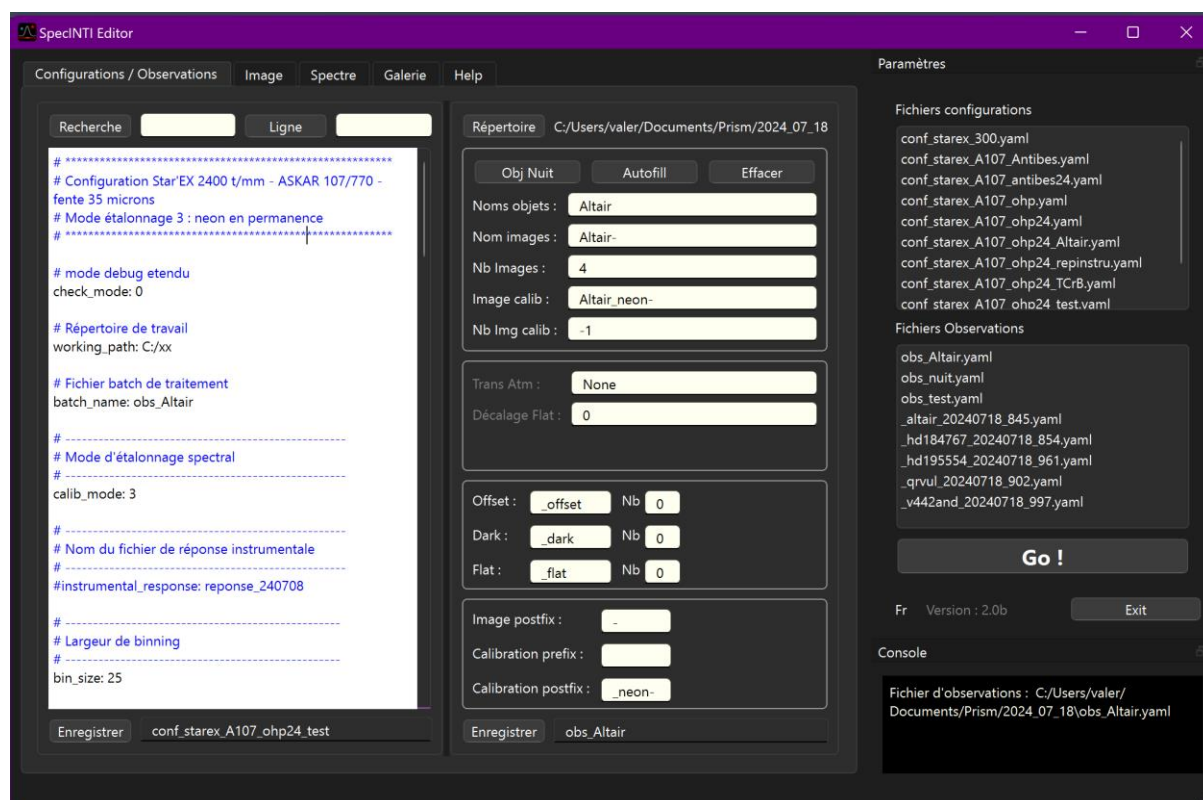 SpecINTI Editor
Configurations / Observations Image Spectre Galerie Help
Recherche Ligne
# *********************************************************
# Configuration Star'EX 2400 t/mm - ASKAR 107/770 -
fente 35 microns
# Mode étalonnage 3 : neon en permanence
# *********************************************************
# mode debug etendu
check_mode: 0
# Répertoire de travail
working_path: C:/xx
# Fichier batch de traitement
batch_name: obs_Altair
# -------------------------------------------------
# Mode d'étalonnage spectral
# -------------------------------------------------
calib_mode: 3
# -------------------------------------------------
# Nom du fichier de réponse instrumentale
# -------------------------------------------------
#instrumental_response: reponse_240708
# ------------------------------------------------
# Largeur de binning
# ------------------------------------------------
bin_size: 25
Enregistrer conf_starex_A107_ohp24_test
Répertoire C:/Users/valer/Documents/Prism/2024_07_18
Obj Nuit Autofill Effacer
Noms objets : Altair
Nom images : Altair-
Nb Images : 4
Image calib : Altair_neon-
Nb Img calib : -1
Trans Atm : None
Décalage Flat : 0
Offset : _offset Nb 0
Dark : _dark Nb 0
Flat : _flat Nb 0
Image postfix : -
Calibration prefix :
Calibration postfix : _neon-
Enregistrer obs_Altair
Paramètres
Fichiers configurations
conf_starex_300.yaml
conf_starex_A107_Antibes.yaml
conf_starex_A107_antibes24.yaml
conf_starex_A107_ohp.yaml
conf_starex_A107_ohp24.yaml
conf_starex_A107_ohp24_Altair.yaml
conf_starex_A107_ohp24_repinstru.yaml
conf_starex_A107_ohp24_TCrB.yaml
conf_starex_A107_ohp24_test.yaml
Fichiers Observations
obs_Altair.yaml
obs_nuit.yaml
obs_test.yaml
_altair_20240718_845.yaml
_hd184767_20240718_854.yaml
_hd195554_20240718_961.yaml
_qrvul_20240718_902.yaml
_v442and_20240718_997.yaml
Go !
Fr Version : 2.0b Exit
Console
Fichier d'observations : C:/Users/valer/
Documents/Prism/2024_07_18\obs_Altair.yaml